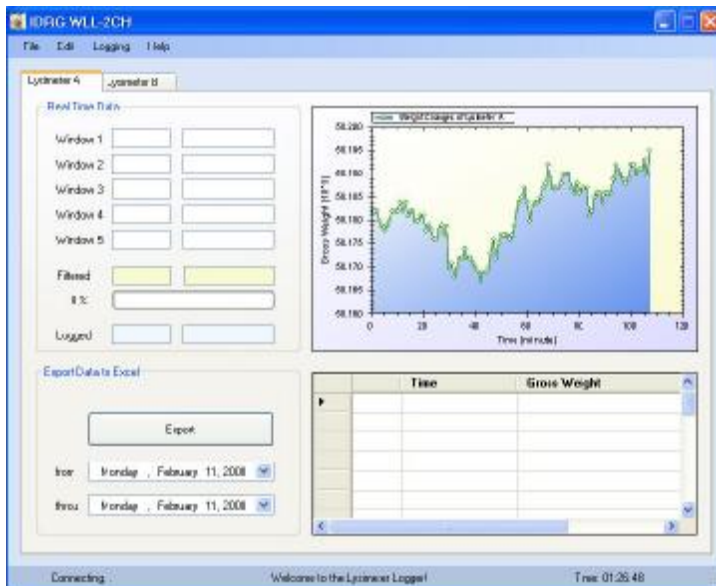 IDRG WLL-2CH
File Edit Logging Help
Lysimeter A Lysimeter B
Real Time Data
Window 1
Window 2
Window 3
Window 4
Window 5
Filtered
0 %
Logged
Weight Changes of Lysimeter A
Gross Weight
0 20 40 60 80 100 120
Time (minute)
Export Data to Excel
Export
from Monday , February 11, 2008
thru Monday , February 11, 2008
Time Gross Weight
Connecting..
Welcome to the Lysimeter Logger!
Time: 01:26:48